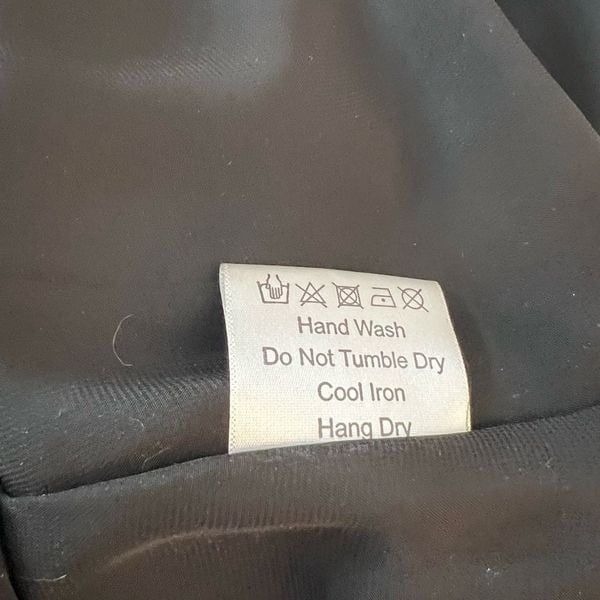 Hand Wash
Do Not Tumble Dry
Cool Iron
Hang Dry